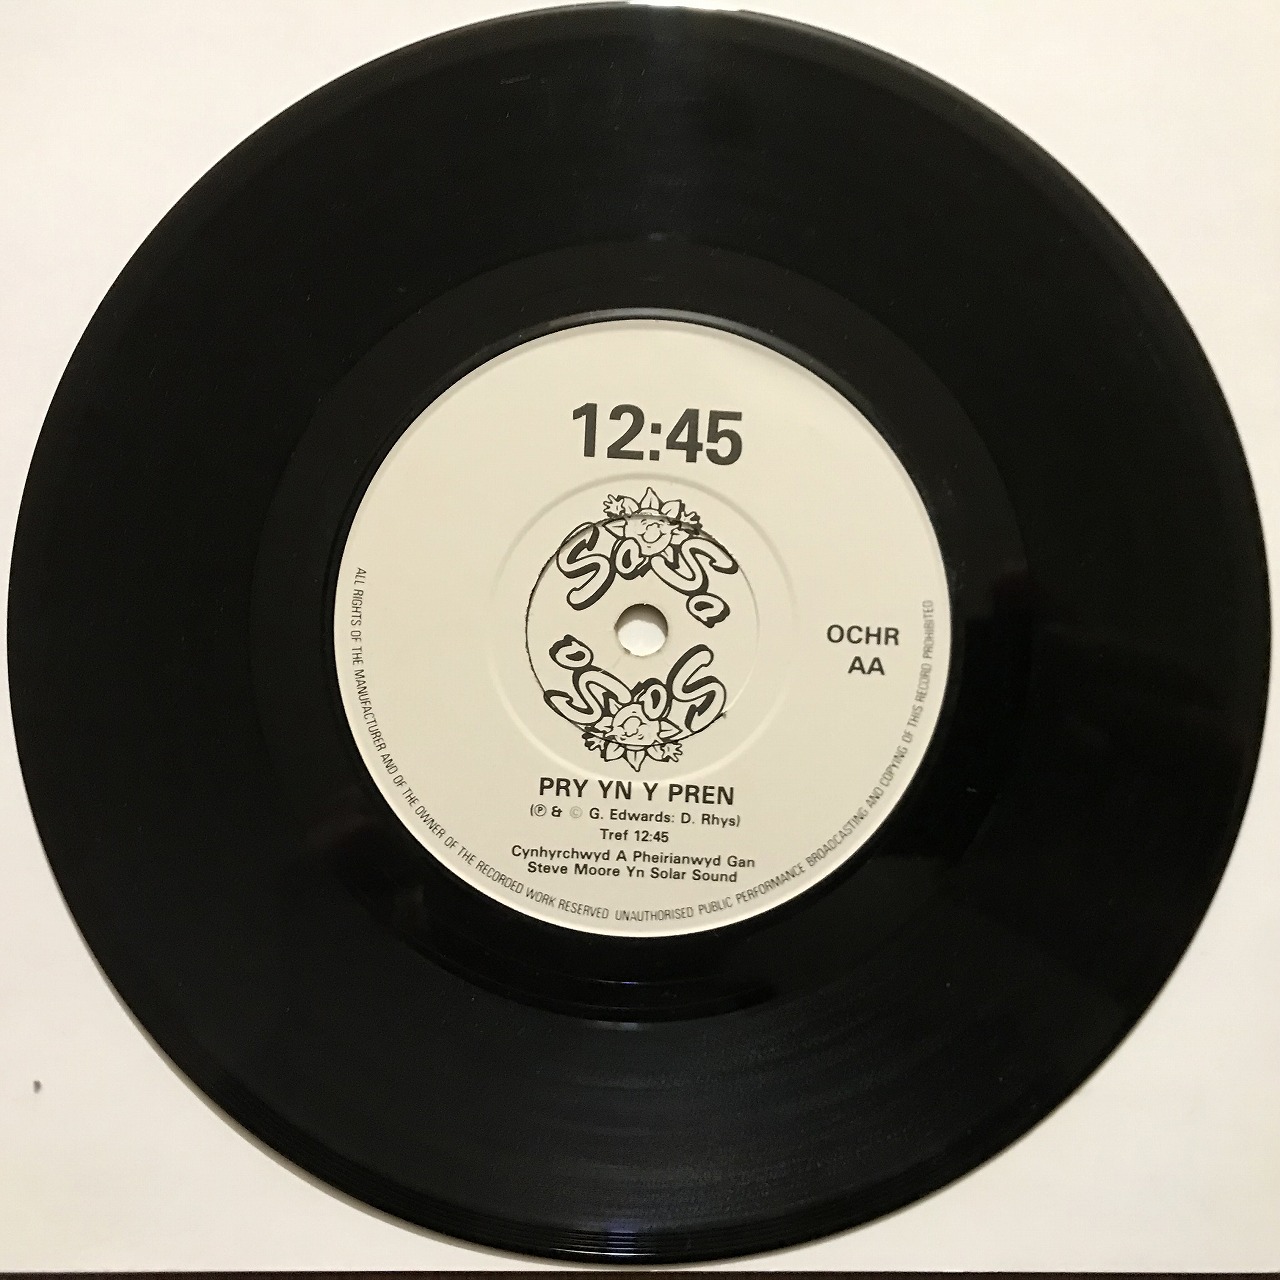 12:45
SoSo
SoSo
OCHR
AA
PRY YN Y PREN
(Ⓟ & © G. Edwards: D. Rhys)
Tref 12:45
Cynhyrchwyd A Pheirianwyd Gan
Steve Moore Yn Solar Sound
ALL RIGHTS OF THE MANUFACTURER AND OF THE OWNER OF THE RECORDED WORK RESERVED UNAUTHORISED PUBLIC PERFORMANCE BROADCASTING AND COPYING OF THIS RECORD PROHIBITED